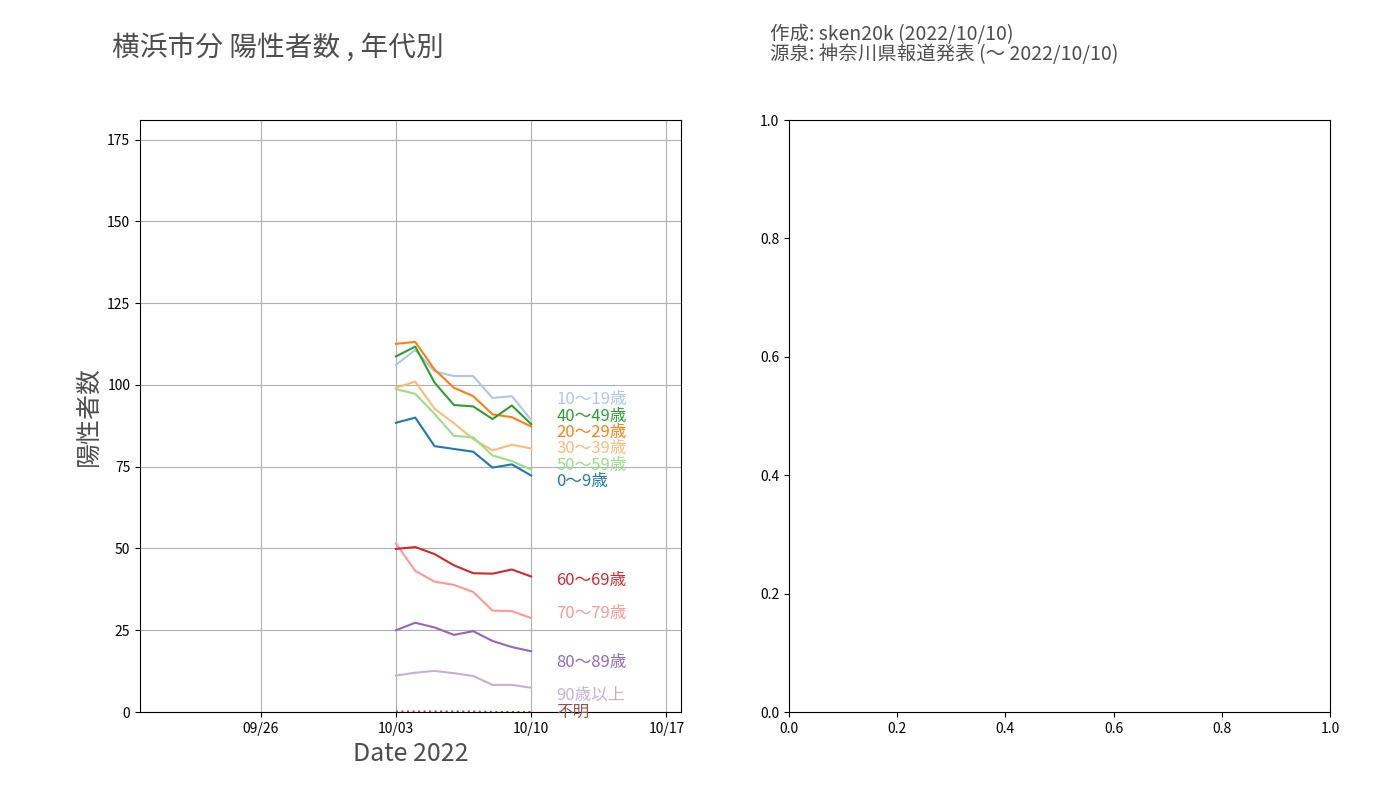 横浜市分 陽性者数 , 年代別
作成: sken20k (2022/10/10)
源泉: 神奈川県報道発表 (〜 2022/10/10)
陽性者数
175
150
125
100
75
50
25
0
10〜19歳
40〜49歳
20〜29歳
30〜39歳
50〜59歳
0〜9歳
60〜69歳
70〜79歳
80〜89歳
90歳以上
不明
09/26
10/03
10/10
10/17
Date 2022
1.0
0.8
0.6
0.4
0.2
0.0
0.0
0.2
0.4
0.6
0.8
1.0